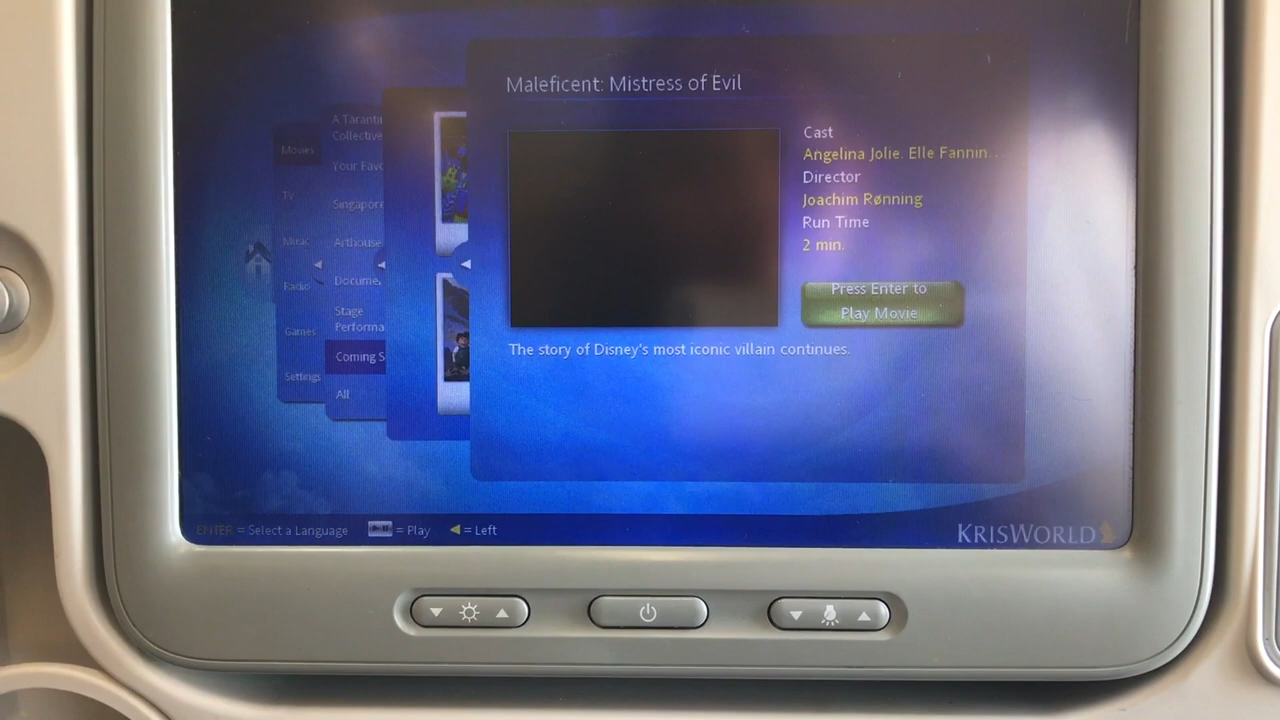 Maleficent: Mistress of Evil
Cast
Angelina Jolie. Elle Fannin...
Director
Joachim Rønning
Run Time
2 min.
Press Enter to
Play Movie
The story of Disney's most iconic villain continues.
Movies
Tv
Music
Radio
Games
Settings
A Taranti
Collective
Your Favo
Singapore
Arthouse
Docume
Stage
Performa
Coming S
All
ENTER = Select a Language
= Play
= Left
KRISWORLD